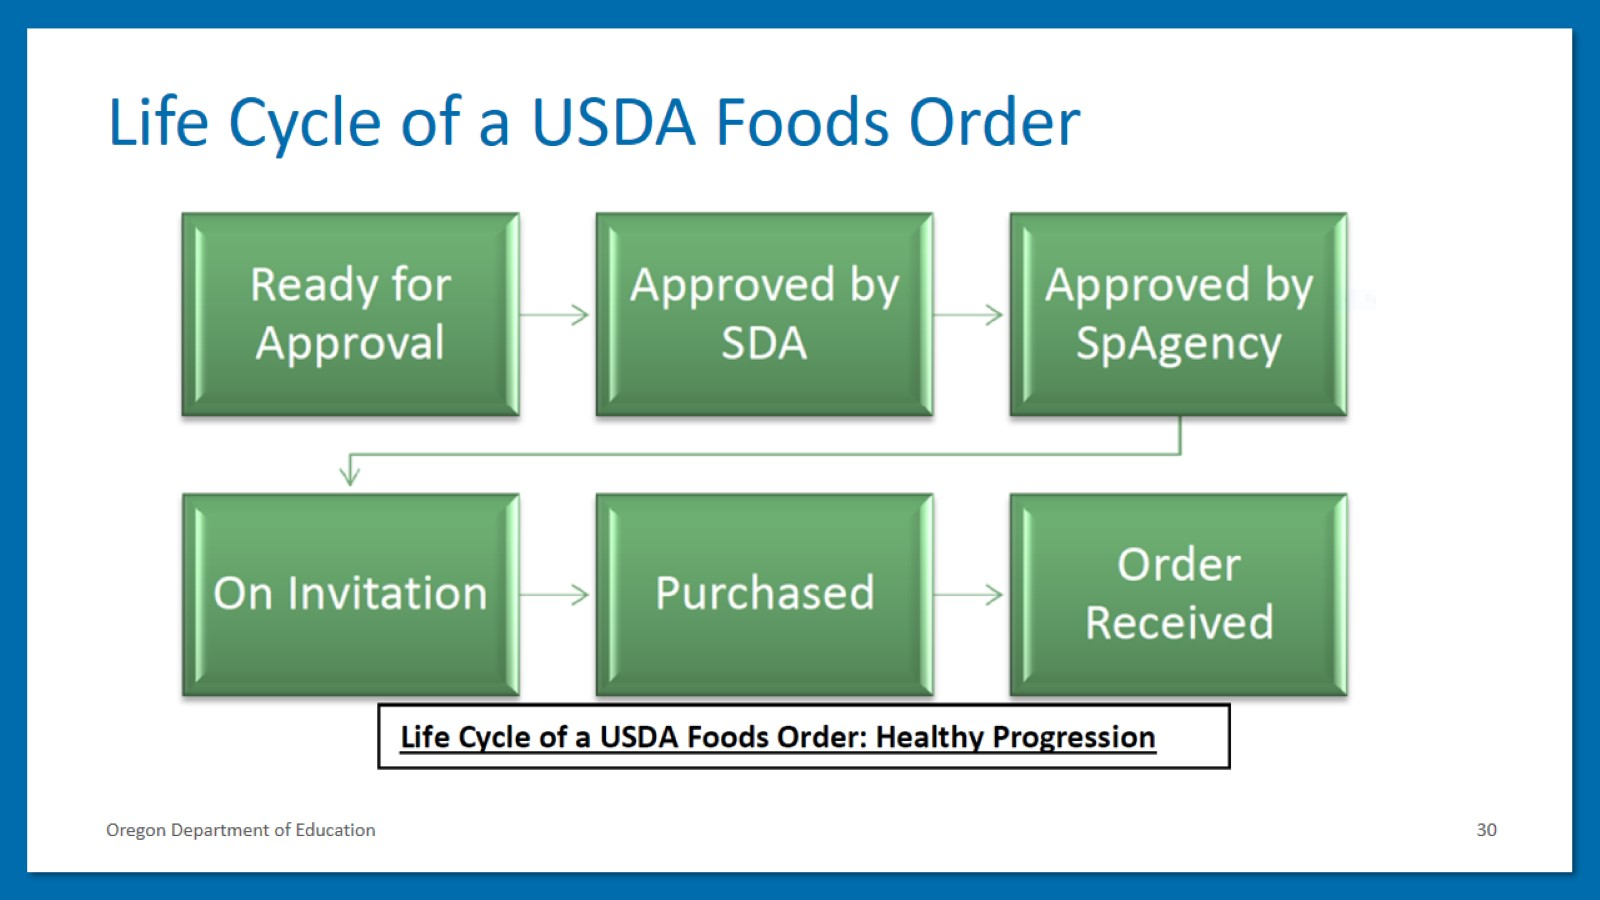 Life Cycle of a USDA Foods Order
Ready for
Approval
Approved by
SDA
Approved by
SpAgency
On Invitation
Purchased
Order
Received
Life Cycle of a USDA Foods Order: Healthy Progression
Oregon Department of Education
30